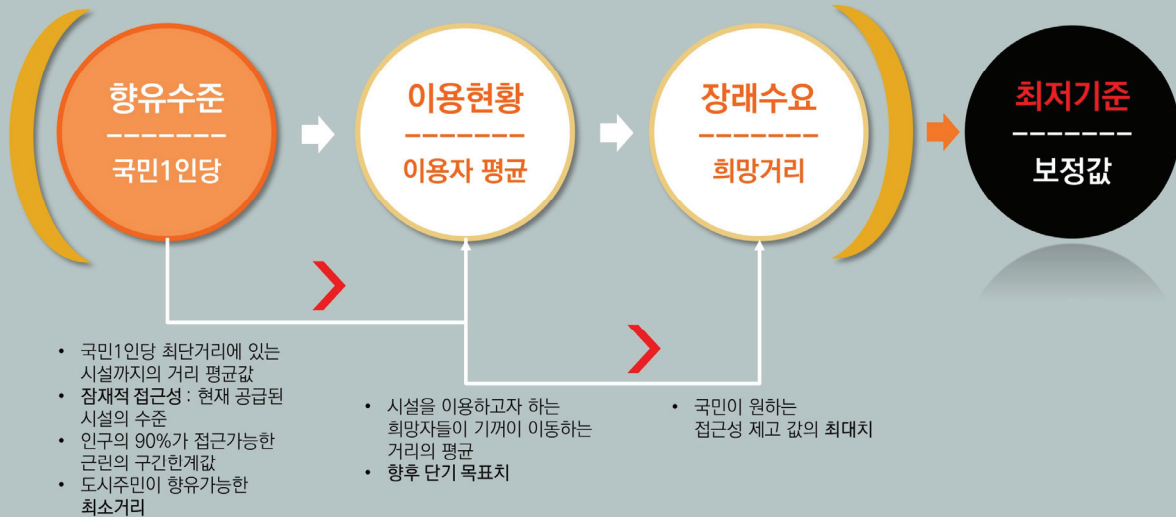 향유수준
국민1인당
이용현황
이용자 평균
장래수요
희망거리
최저기준
보정값
• 국민1인당 최단거리에 있는
시설까지의 거리 평균값
• 잠재적 접근성 : 현재 공급된
시설의 수준
• 인구의 90%가 접근가능한
근린의 구간힌계값
• 도시주민이 향유가능한
최소거리
• 시설을 이용하고자 하는
희망자들이 기꺼이 이동하는
거리의 평균
• 향후 단기 목표치
• 국민이 원하는
접근성 제고 값의 최대치